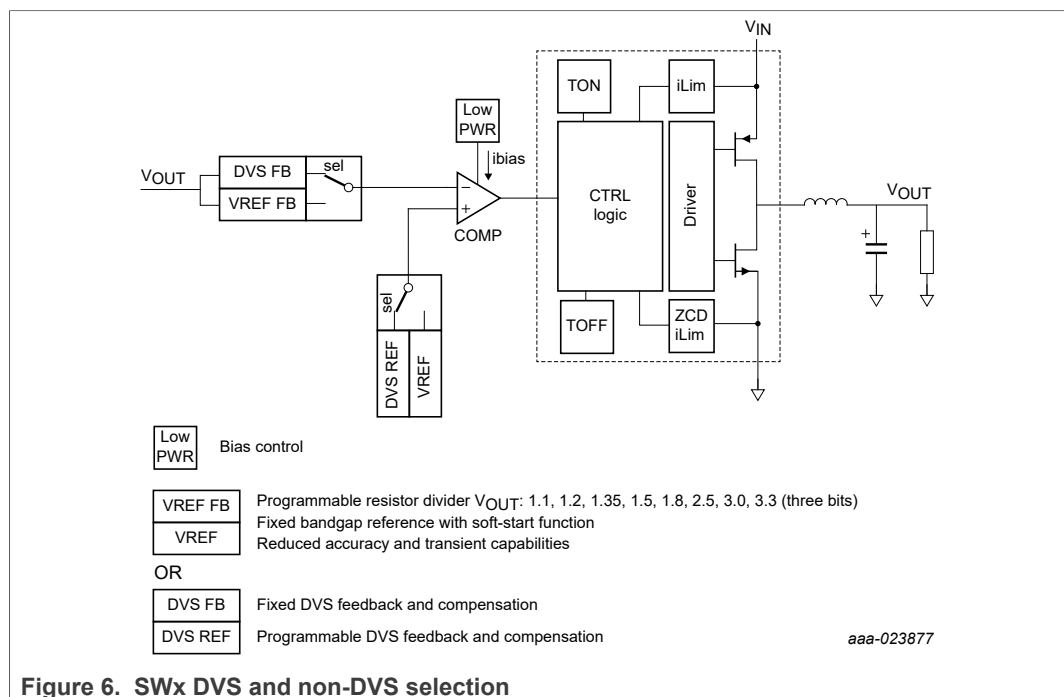 VIN
TON
iLim
Low
PWR
ibias
sel
DVS FB
VOUT
VREF FB
−
+
COMP
CTRL
logic
Driver
VOUT
+
sel
DVS REF
VREF
TOFF
ZCD
iLim
Low
PWR
Bias control
VREF FB
Programmable resistor divider VOUT: 1.1, 1.2, 1.35, 1.5, 1.8, 2.5, 3.0, 3.3 (three bits)
Fixed bandgap reference with soft-start function
VREF
Reduced accuracy and transient capabilities
OR
DVS FB
Fixed DVS feedback and compensation
DVS REF
Programmable DVS feedback and compensation
aaa-023877
Figure 6. SWx DVS and non-DVS selection